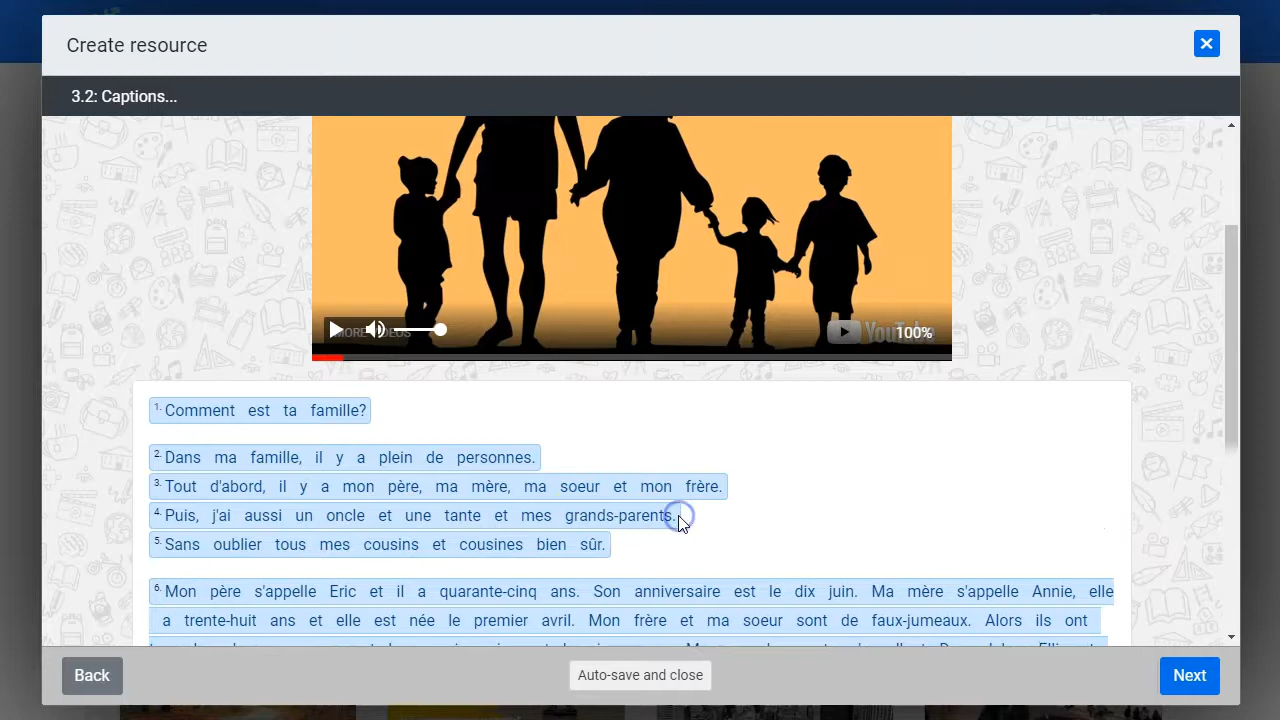 Create resource
3.2: Captions...
MORE VIDEOS
YouTube
100%
1. Comment est ta famille?
2. Dans ma famille, il y a plein de personnes.
3. Tout d'abord, il y a mon père, ma mère, ma soeur et mon frère.
4. Puis, j'ai aussi un oncle et une tante et mes grands-parents.
5. Sans oublier tous mes cousins et cousines bien sûr.
6. Mon père s'appelle Eric et il a quarante-cinq ans. Son anniversaire est le dix juin. Ma mère s'appelle Annie, elle
a trente-huit ans et elle est née le premier avril. Mon frère et ma soeur sont de faux-jumeaux. Alors ils ont
Back
Auto-save and close
Next